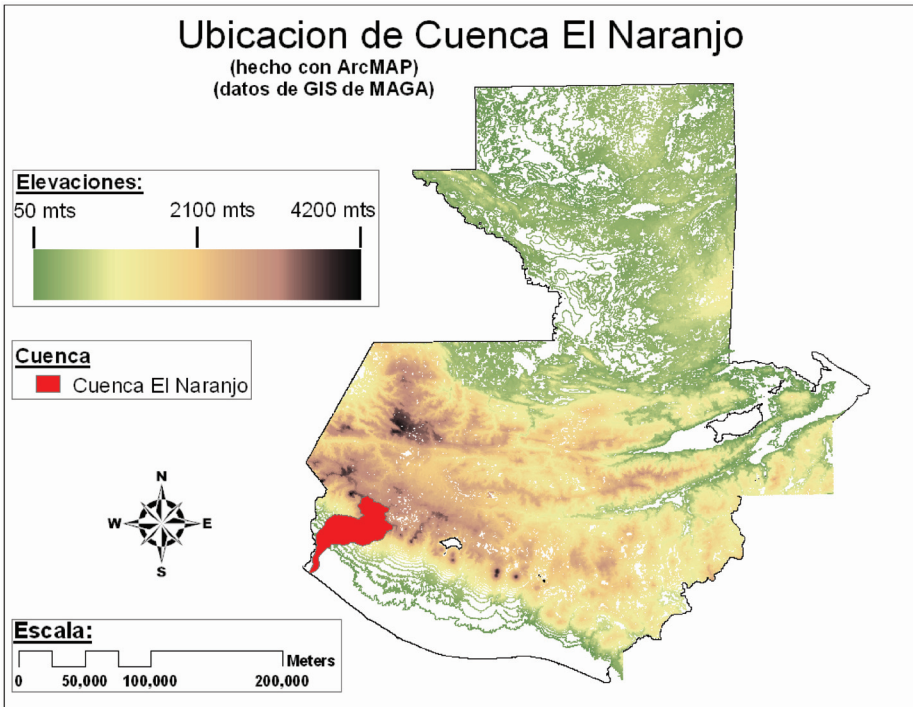 Ubicacion de Cuenca El Naranjo
(hecho con ArcMAP)
(datos de GIS de MAGA)
Elevaciones:
50 mts 2100 mts 4200 mts
Cuenca
Cuenca El Naranjo
N
W E
S
Escala:
Meters
0 50,000 100,000 200,000